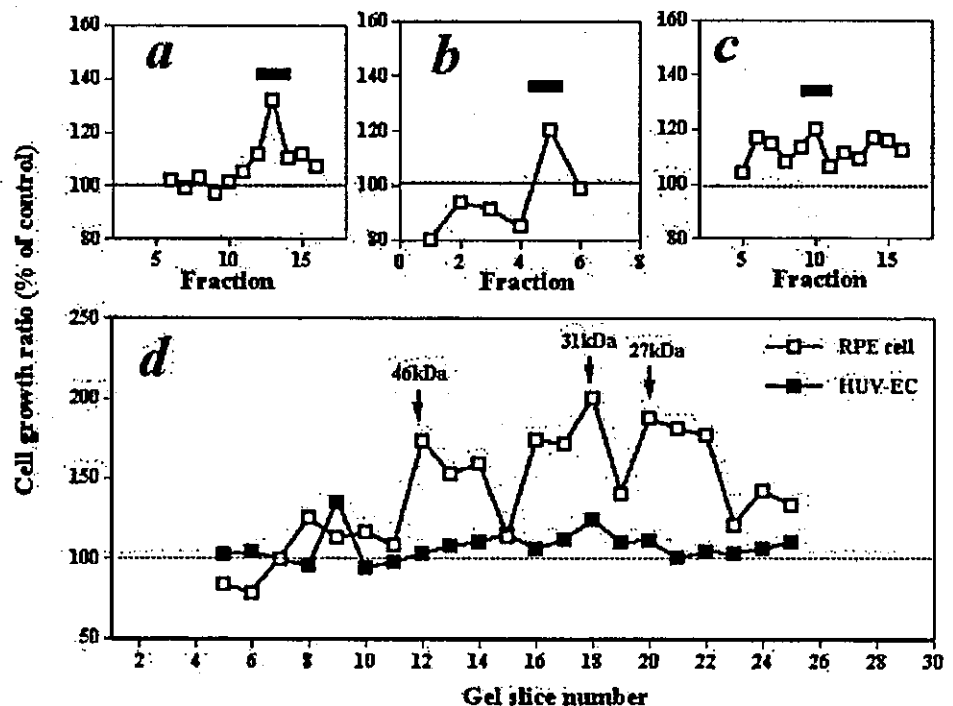 160
140
120
100
80
5 10 15
Fraction
a
160
140
120
100
80
0 2 4 6 8
Fraction
b
160
140
120
100
80
5 10 15
Fraction
c
Cell growth ratio (% of control)
250
200
150
100
50
d
46kDa
31kDa
27kDa
RPE cell
HUV-EC
2 4 6 8 10 12 14 16 18 20 22 24 26 28 30
Gel slice number